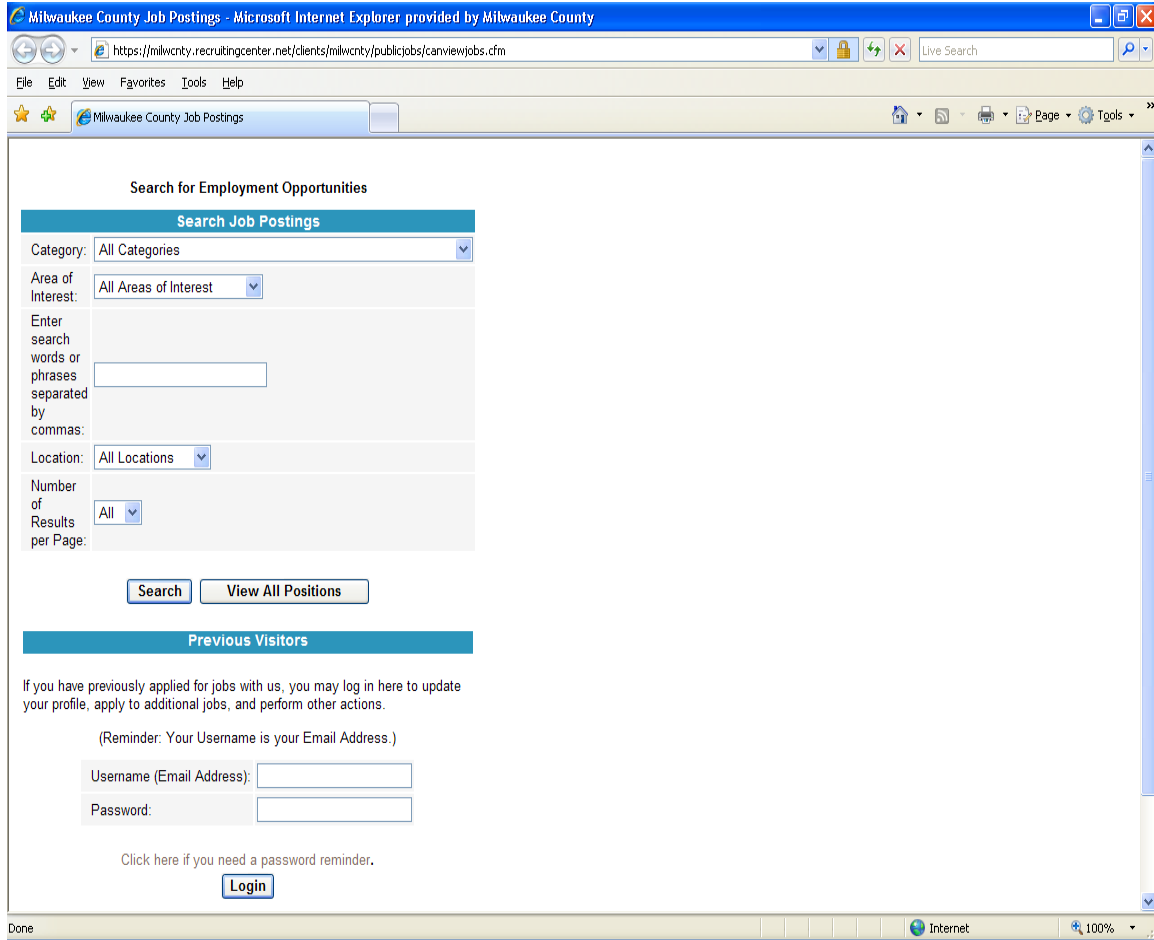 Milwaukee County Job Postings - Microsoft Internet Explorer provided by Milwaukee County
https://milwcnty.recruitingcenter.net/clients/milwcnty/publicjobs/canviewjobs.cfm
Live Search
File Edit View Favorites Tools Help
Milwaukee County Job Postings
Page Tools »
Search for Employment Opportunities
Search Job Postings
Category: All Categories
Area of
Interest:
All Areas of Interest
Enter
search
words or
phrases
separated
by
commas:
Location: All Locations
Number
of
Results
per Page:
All
Search View All Positions
Previous Visitors
If you have previously applied for jobs with us, you may log in here to update
your profile, apply to additional jobs, and perform other actions.
(Reminder: Your Username is your Email Address.)
Username (Email Address):
Password:
Click here if you need a password reminder.
Login
Done Internet 100%